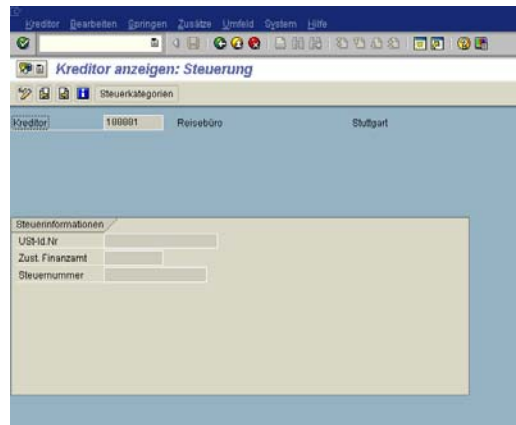 Kreditor Bearbeiten Springen Zusätze Umfeld System Hilfe
Kreditor anzeigen: Steuerung
Steuerkategorien
Kreditor 100001 Reisebüro Stuttgart
Steuerinformationen
USt-Id.Nr
Zust. Finanzamt
Steuernummer